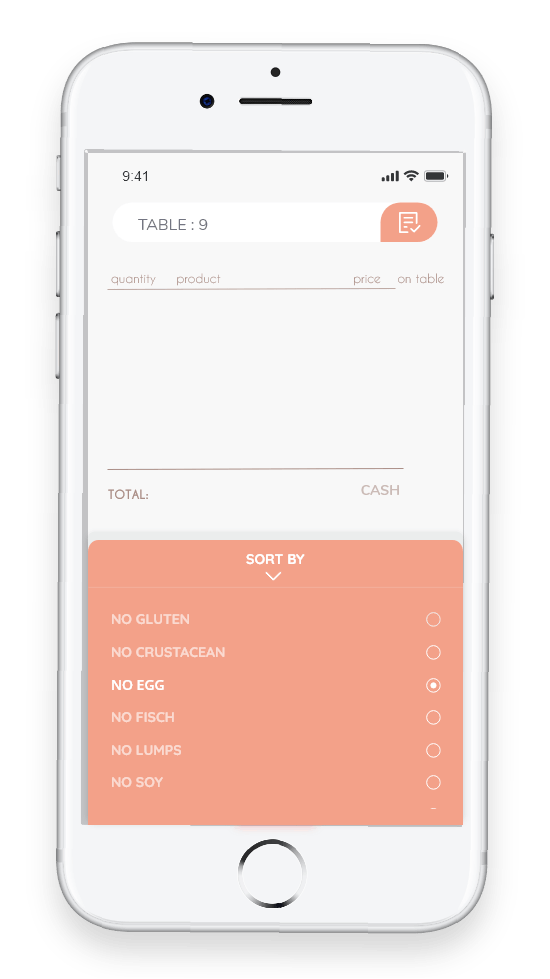 9:41
TABLE : 9
quantity product price on table
TOTAL: CASH
SORT BY
NO GLUTEN
NO CRUSTACEAN
NO EGG
NO FISCH
NO LUMPS
NO SOY